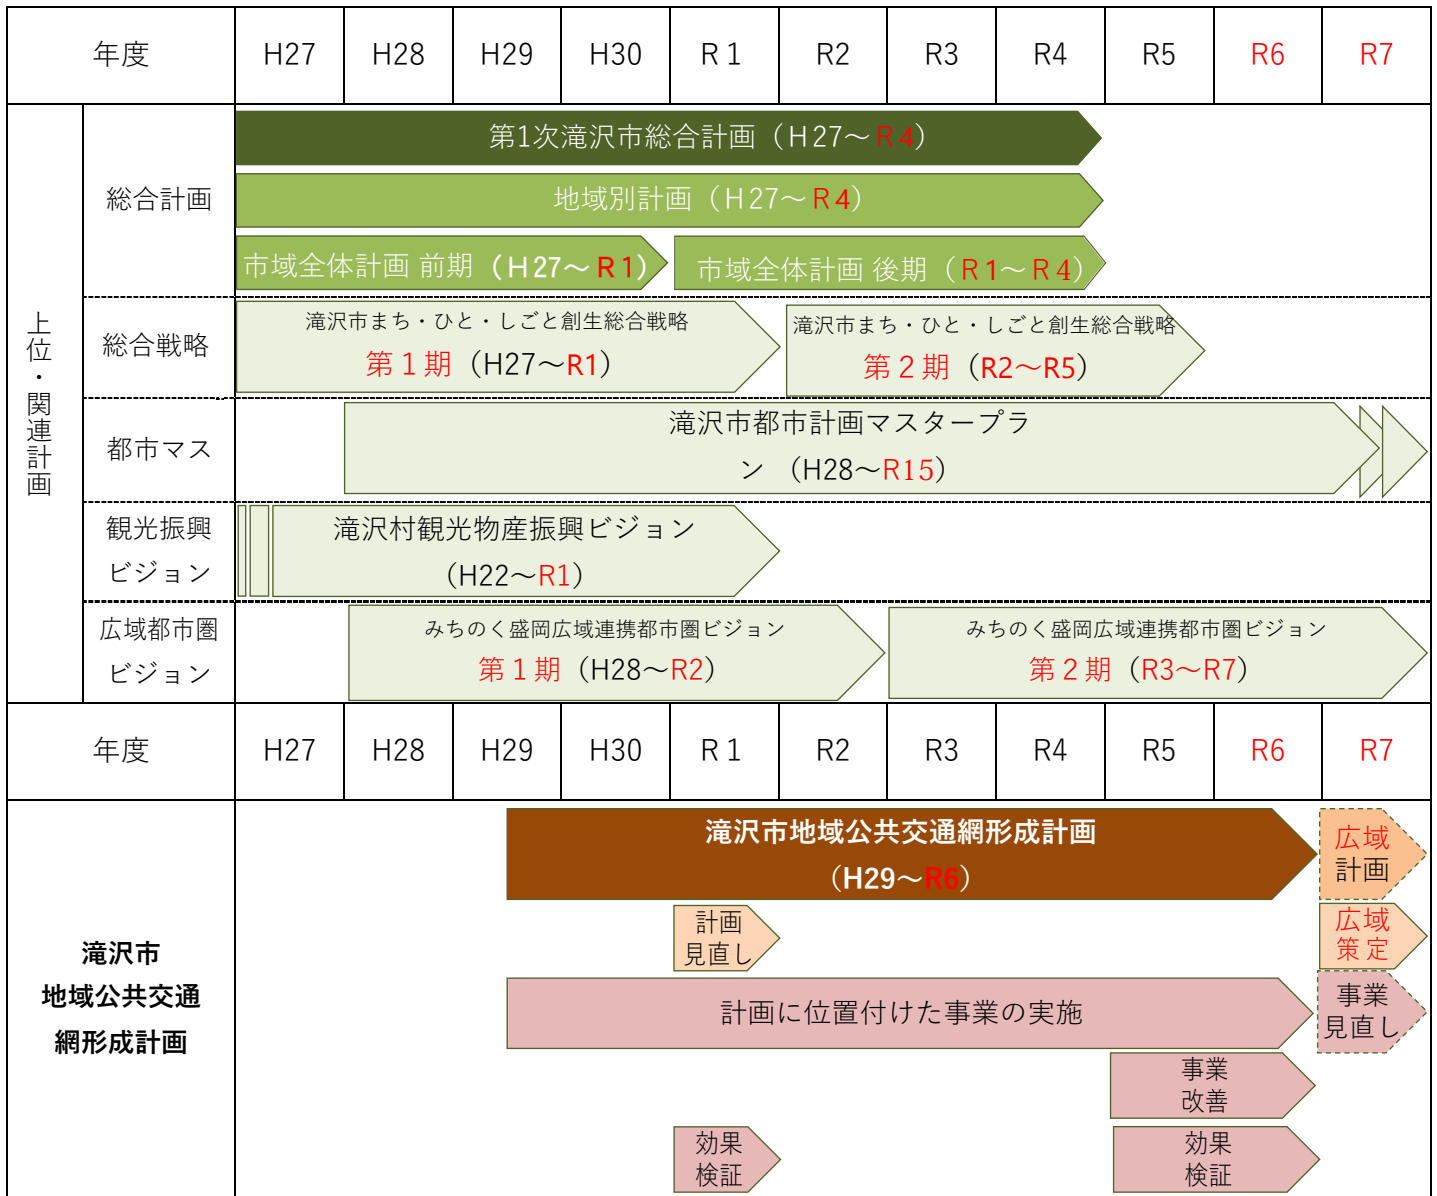 年度 H27 H28 H29 H30 R 1 R2 R3 R4 R5 R6 R7
上位・関連計画
総合計画
第1次滝沢市総合計画（H27～R4）
地域別計画（H27～R4）
市域全体計画 前期（H27～R1）
市域全体計画 後期（R1～R4）
総合戦略
滝沢市まち・ひと・しごと創生総合戦略
第１期（H27～R1）
滝沢市まち・ひと・しごと創生総合戦略
第２期（R2～R5）
都市マス
滝沢市都市計画マスタープラ
ン （H28～R15）
観光振興
ビジョン
滝沢村観光物産振興ビジョン
（H22～R1）
広域都市圏
ビジョン
みちのく盛岡広域連携都市圏ビジョン
第１期（H28～R2）
みちのく盛岡広域連携都市圏ビジョン
第２期（R3～R7）
年度 H27 H28 H29 H30 R 1 R2 R3 R4 R5 R6 R7
滝沢市
地域公共交通
網形成計画
滝沢市地域公共交通網形成計画
（H29～R6）
広域
計画
計画
見直し
広域
策定
計画に位置付けた事業の実施
事業
見直し
事業
改善
効果
検証
効果
検証